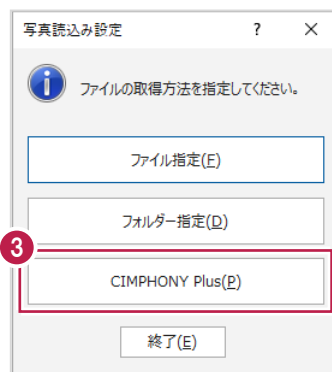 写真読込み設定 ? ×
ファイルの取得方法を指定してください。
ファイル指定(F)
フォルダー指定(D)
3
CIMPHONY Plus(P)
終了(E)